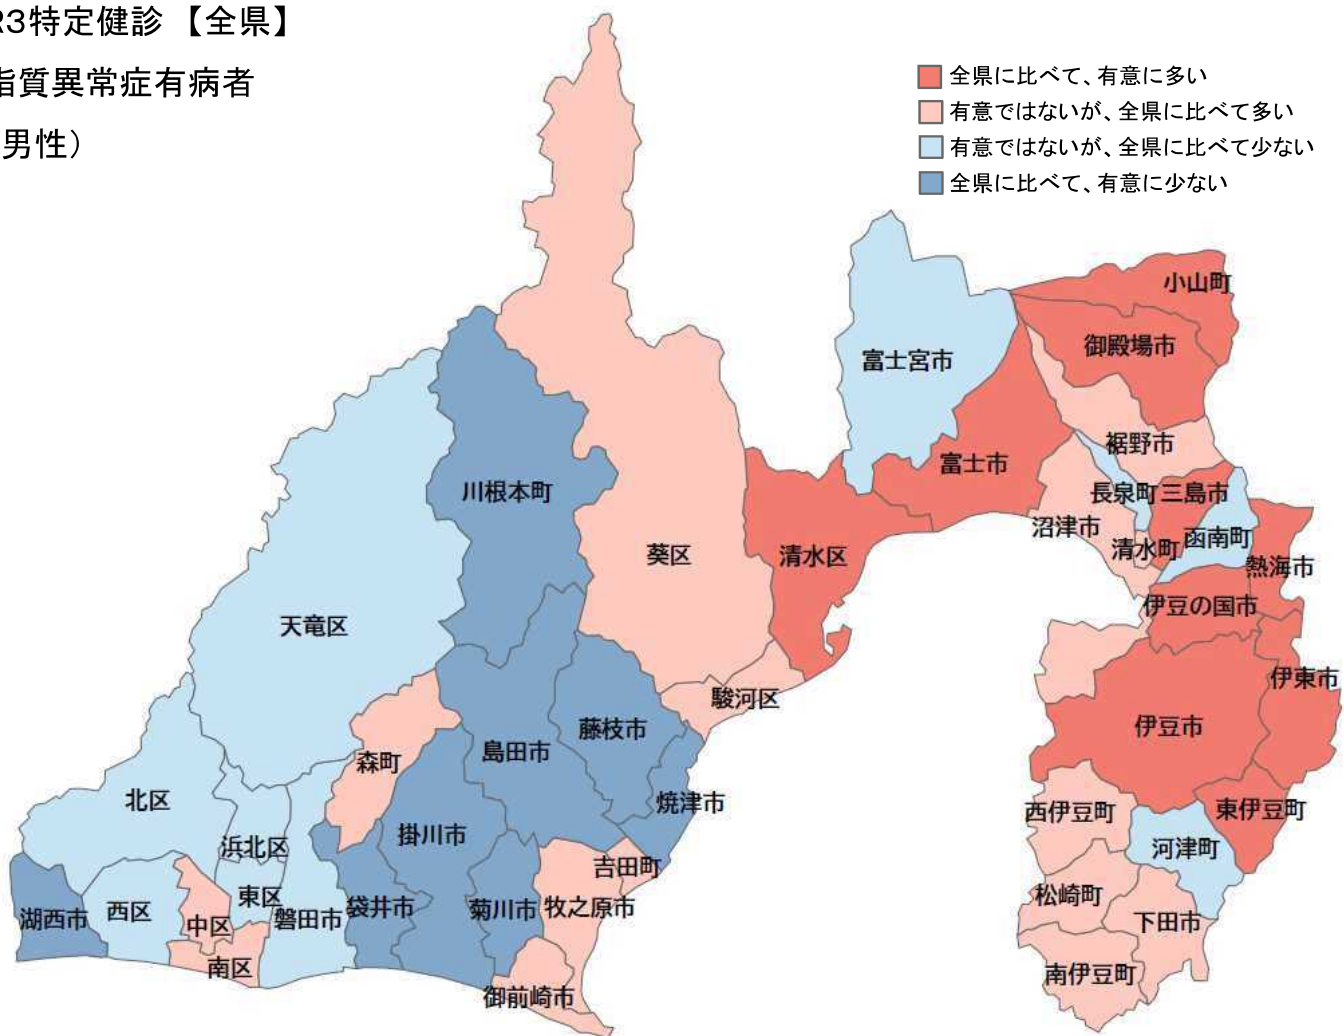 R3特定健診 【全県】
脂質異常症有病者
男性）
全県に比べて、有意に多い
有意ではないが、全県に比べて多い
有意ではないが、全県に比べて少ない
全県に比べて、有意に少ない
小山町
御殿場市
富士宮市
裾野市
富士市
長泉町
三島市
川根本町
沼津市
函南町
清水町
葵区
清水区
熱海市
伊豆の国市
天竜区
伊東市
駿河区
伊豆市
藤枝市
島田市
森町
北区
焼津市
西伊豆町
東伊豆町
掛川市
浜北区
河津町
吉田町
東区
松崎町
袋井市
菊川市
牧之原市
西区
湖西市
磐田市
下田市
中区
南区
南伊豆町
御前崎市